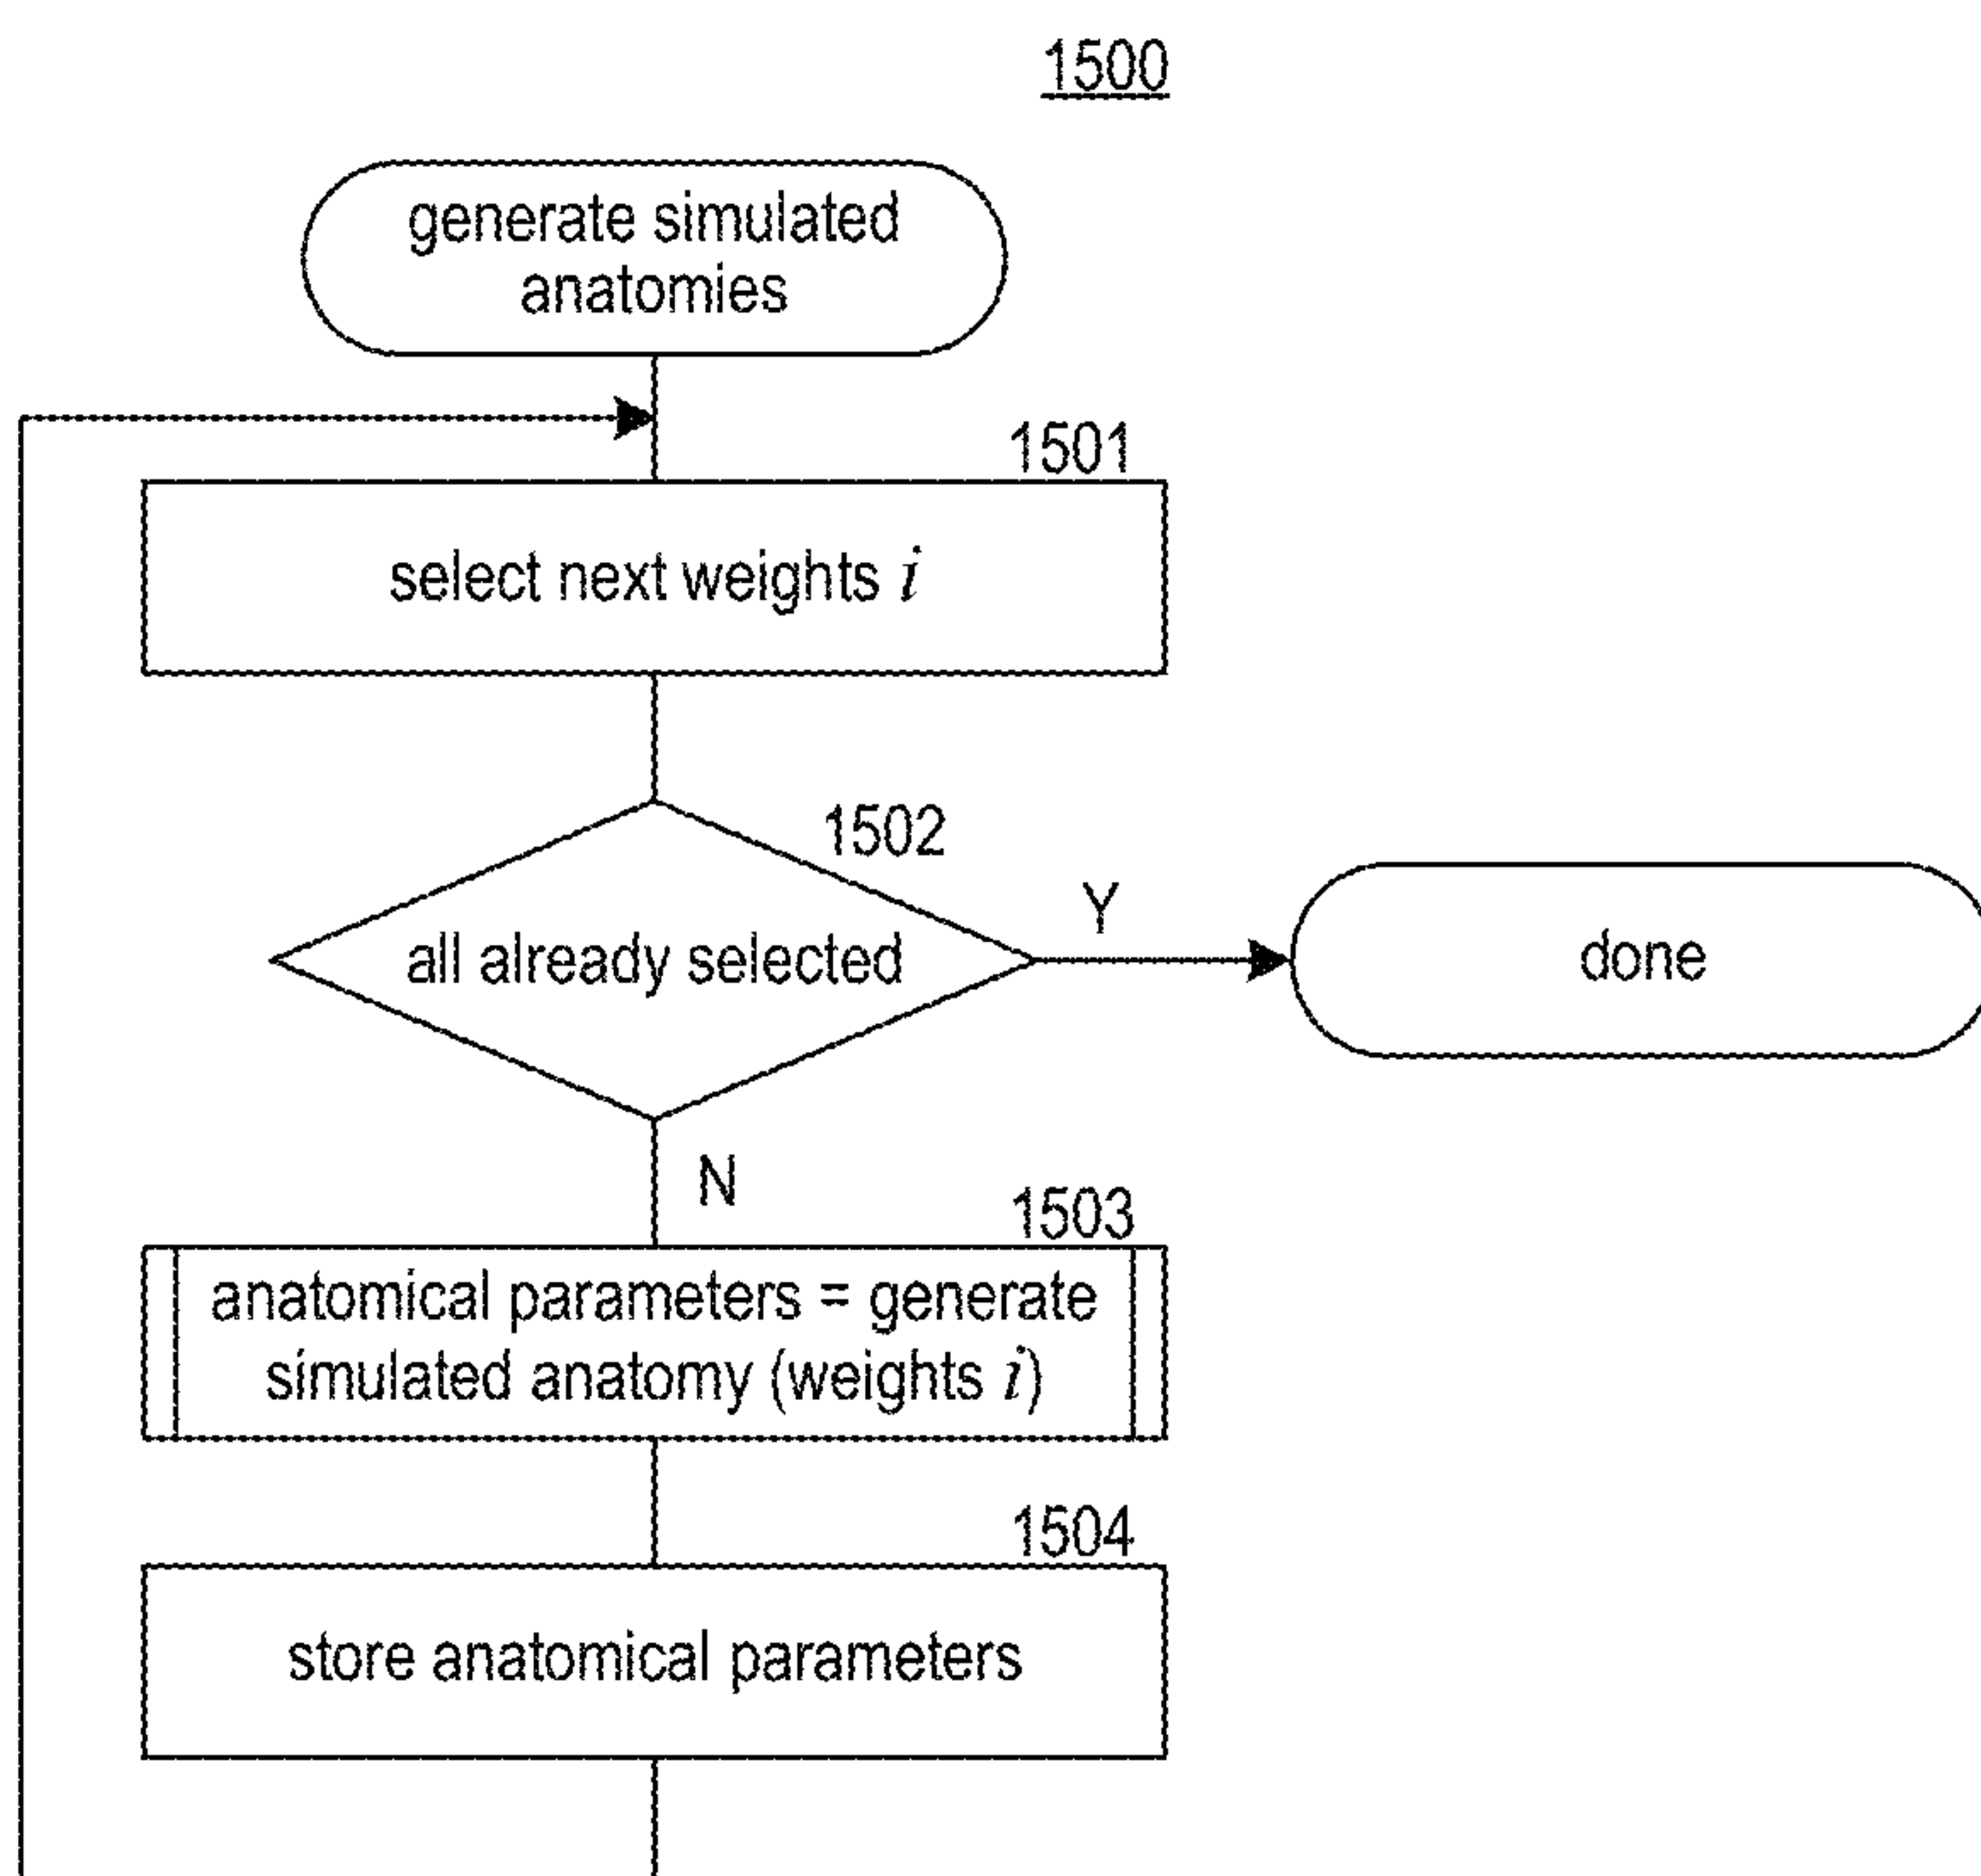 1500
generate simulated
anatomies
1501
select next weights i
1502
all already selected
Y
done
N
1503
anatomical parameters = generate
simulated anatomy (weights i)
1504
store anatomical parameters